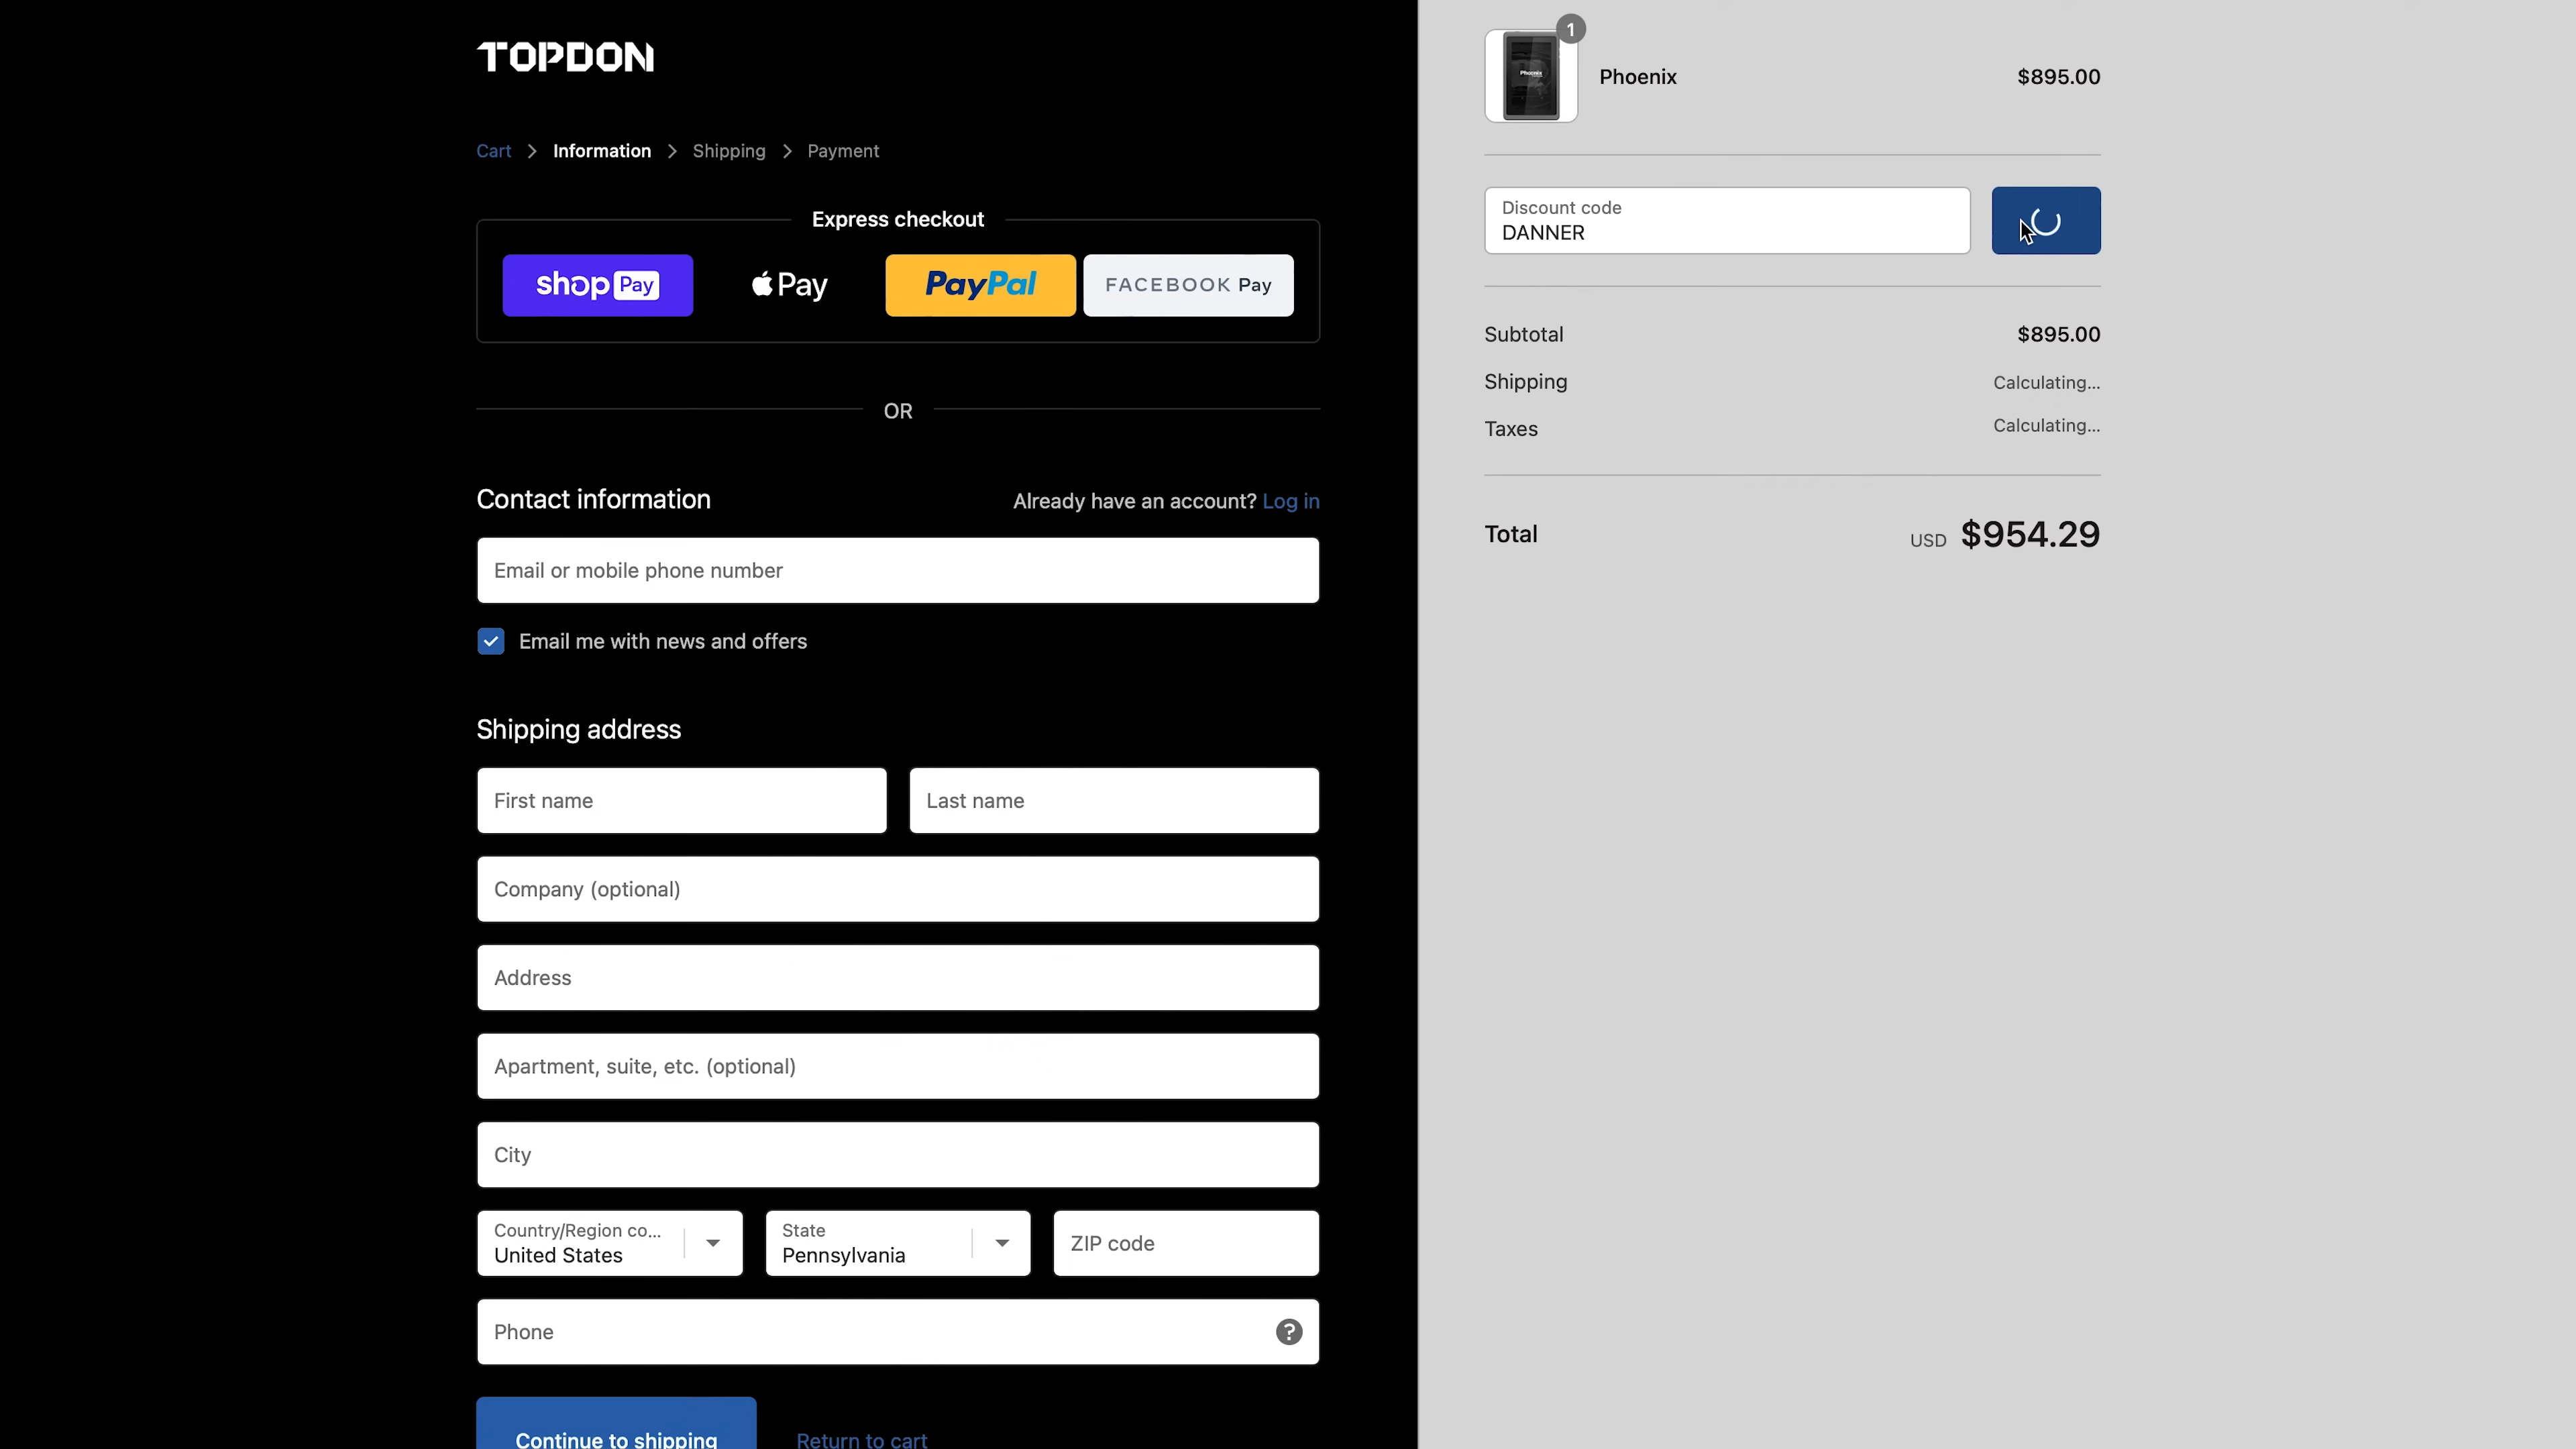 TOPDON
Cart > Information > Shipping > Payment
Express checkout
shop Pay
Pay
PayPal
FACEBOOK Pay
OR
Contact information
Already have an account? Log in
Email or mobile phone number
Email me with news and offers
Shipping address
First name
Last name
Company (optional)
Address
Apartment, suite, etc. (optional)
City
Country/Region co...
United States
State
Pennsylvania
ZIP code
Phone
?
Continue to shipping
Return to cart
1
Phoenix
Phoenix
$895.00
Discount code
DANNER
Subtotal
$895.00
Shipping
Calculating...
Taxes
Calculating...
Total
USD $954.29